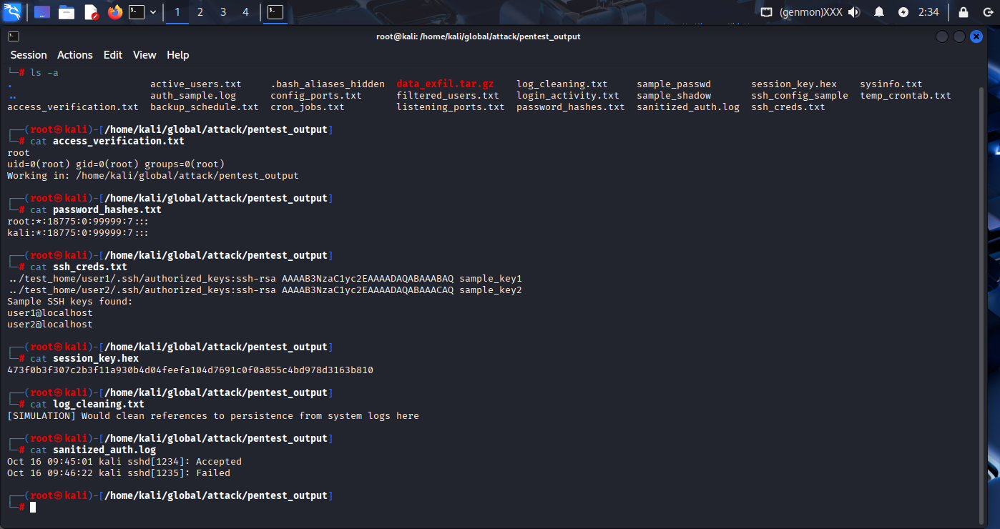 1 2 3 4 (genmon)XXX 2:34
root@kali: /home/kali/global/attack/pentest_output
Session Actions Edit View Help
└─# ls -a
. active_users.txt .bash_aliases_hidden data_exfil.tar.gz log_cleaning.txt sample_passwd session_key.hex sysinfo.txt
.. auth_sample.log config_ports.txt filtered_users.txt login_activity.txt sample_shadow ssh_config_sample temp_crontab.txt
access_verification.txt backup_schedule.txt cron_jobs.txt listening_ports.txt password_hashes.txt sanitized_auth.log ssh_creds.txt
┌──(root㉿kali)-[/home/kali/global/attack/pentest_output]
└─# cat access_verification.txt
root
uid=0(root) gid=0(root) groups=0(root)
Working in: /home/kali/global/attack/pentest_output
┌──(root㉿kali)-[/home/kali/global/attack/pentest_output]
└─# cat password_hashes.txt
root:*:18775:0:99999:7:::
kali:*:18775:0:99999:7:::
┌──(root㉿kali)-[/home/kali/global/attack/pentest_output]
└─# cat ssh_creds.txt
../test_home/user1/.ssh/authorized_keys:ssh-rsa AAAAB3NzaC1yc2EAAAADAQABAAABAQ sample_key1
../test_home/user2/.ssh/authorized_keys:ssh-rsa AAAAB3NzaC1yc2EAAAADAQABAAACAQ sample_key2
Sample SSH keys found:
user1@localhost
user2@localhost
┌──(root㉿kali)-[/home/kali/global/attack/pentest_output]
└─# cat session_key.hex
473f0b3f307c2b3f11a930b4d04feefa104d7691c0f0a855c4bd978d3163b810
┌──(root㉿kali)-[/home/kali/global/attack/pentest_output]
└─# cat log_cleaning.txt
[SIMULATION] Would clean references to persistence from system logs here
┌──(root㉿kali)-[/home/kali/global/attack/pentest_output]
└─# cat sanitized_auth.log
Oct 16 09:45:01 kali sshd[1234]: Accepted
Oct 16 09:46:22 kali sshd[1235]: Failed
┌──(root㉿kali)-[/home/kali/global/attack/pentest_output]
└─#